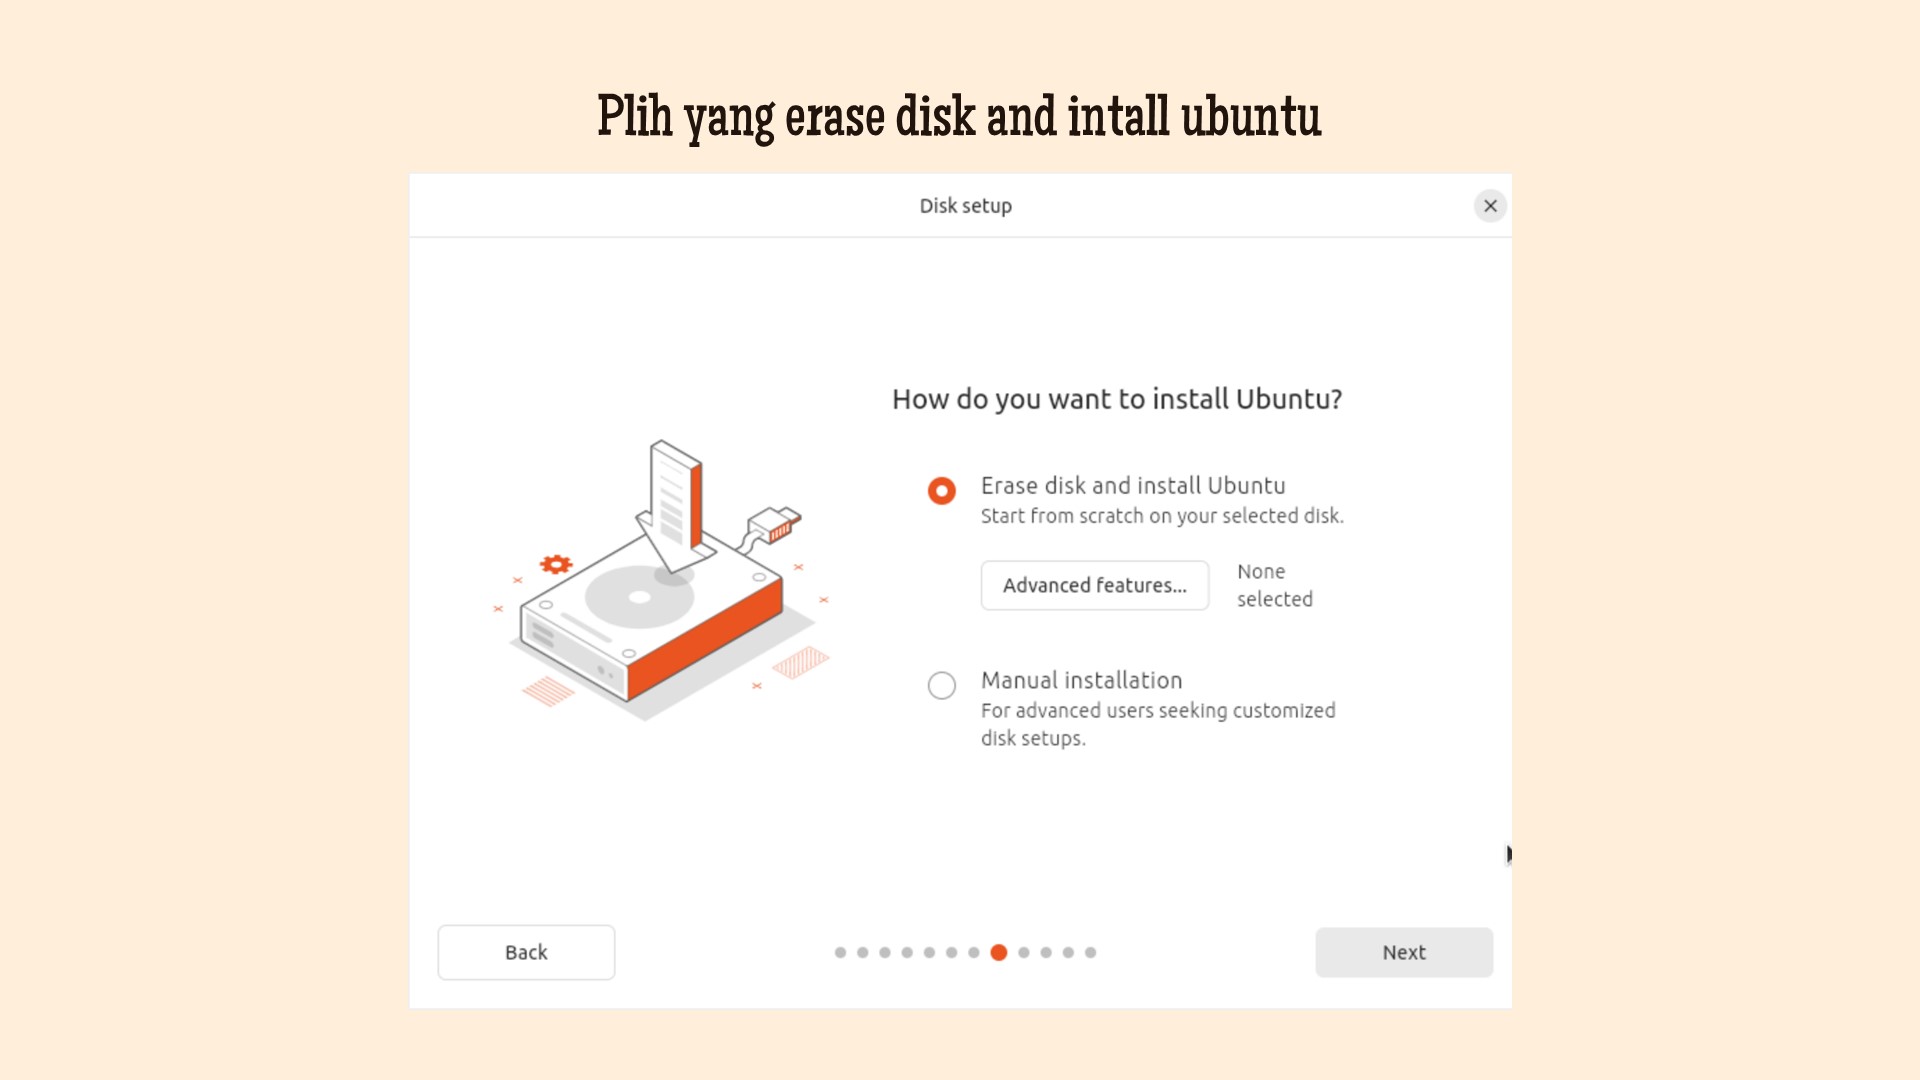 Plih yang erase disk and intall ubuntu
Disk setup
How do you want to install Ubuntu?
Erase disk and install Ubuntu
Start from scratch on your selected disk.
Advanced features...
None
selected
Manual installation
For advanced users seeking customized
disk setups.
Back
Next